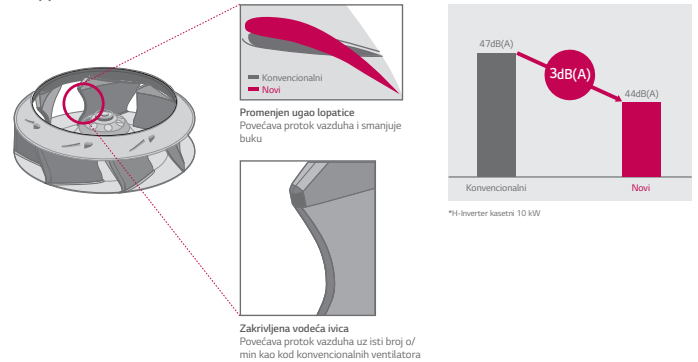 Konvencionalni
Novi
Promenjen ugao lopatice
Povećava protok vazduha i smanjuje
buku
Zakrivljena vodeća ivica
Povećava protok vazduha uz isti broj o/
min kao kod konvencionalnih ventilatora
47dB(A)
3dB(A)
44dB(A)
Konvencionalni
Novi
*H-Inverter kasetni 10 kW